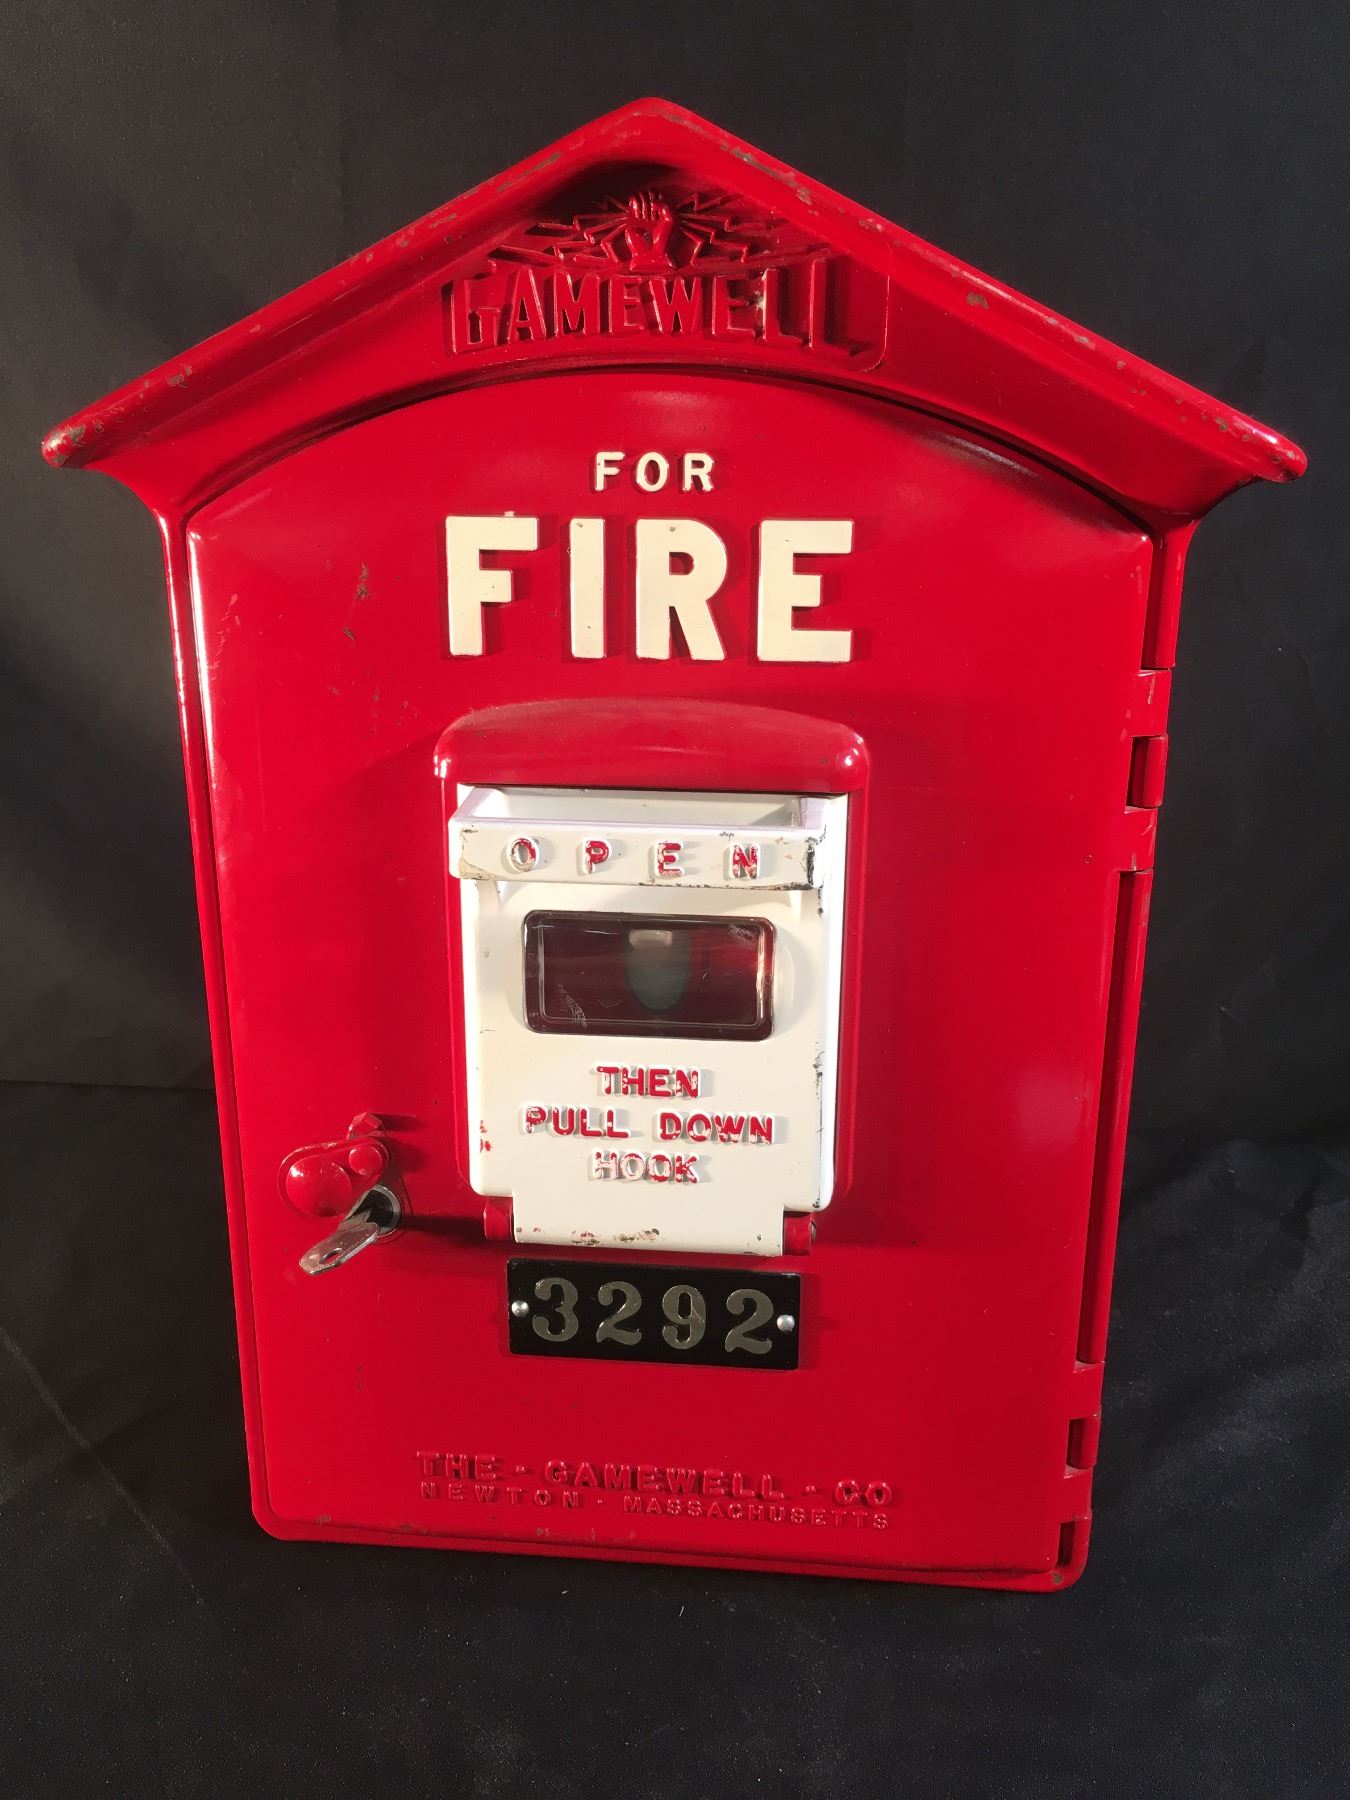 GAMEWELL
FOR
FIRE
OPEN
THEN
PULL DOWN
HOOK
3292
THE · GAMEWELL · CO
NEWTON · MASSACHUSETTS